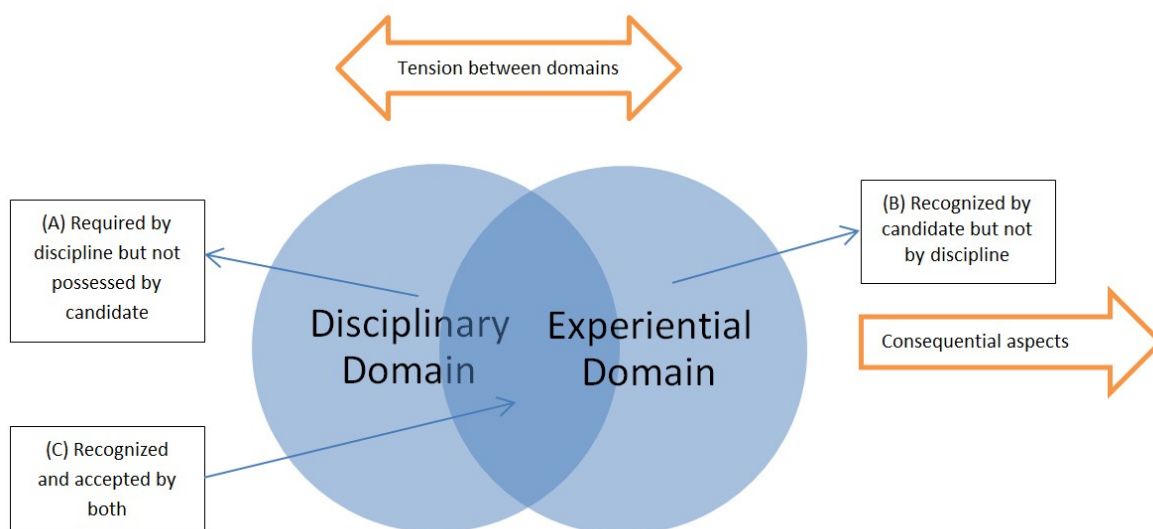 Tension between domains
(A) Required by
discipline but not
possessed by
candidate
(B) Recognized by
candidate but not
by discipline
Disciplinary
Domain
Experiential
Domain
Consequential aspects
(C) Recognized
and accepted by
both